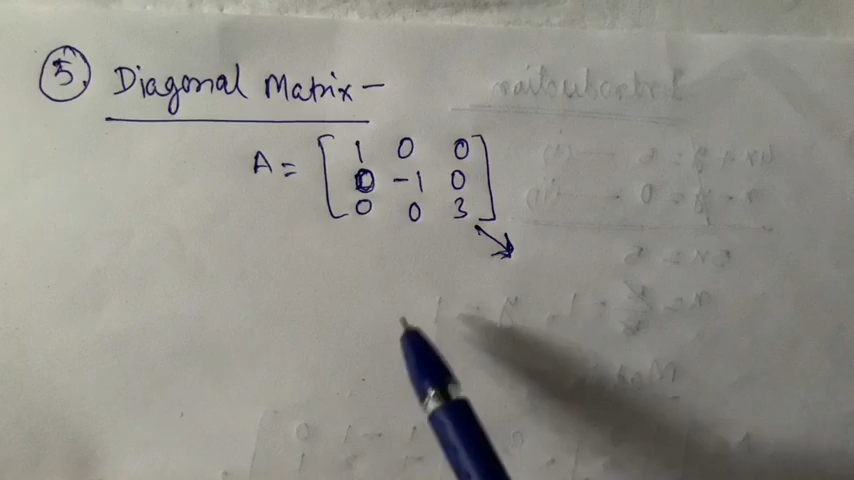 5. Diagonal Matrix-
A = [ 1 0 0
0 -1 0
0 0 3 ]